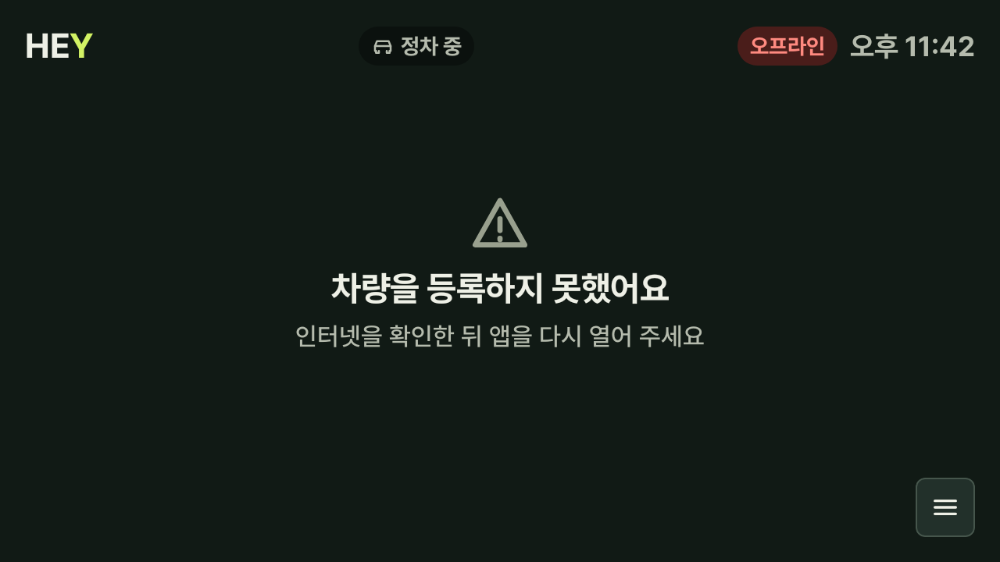 HEY
정차 중
오프라인
오후 11:42
차량을 등록하지 못했어요
인터넷을 확인한 뒤 앱을 다시 열어 주세요